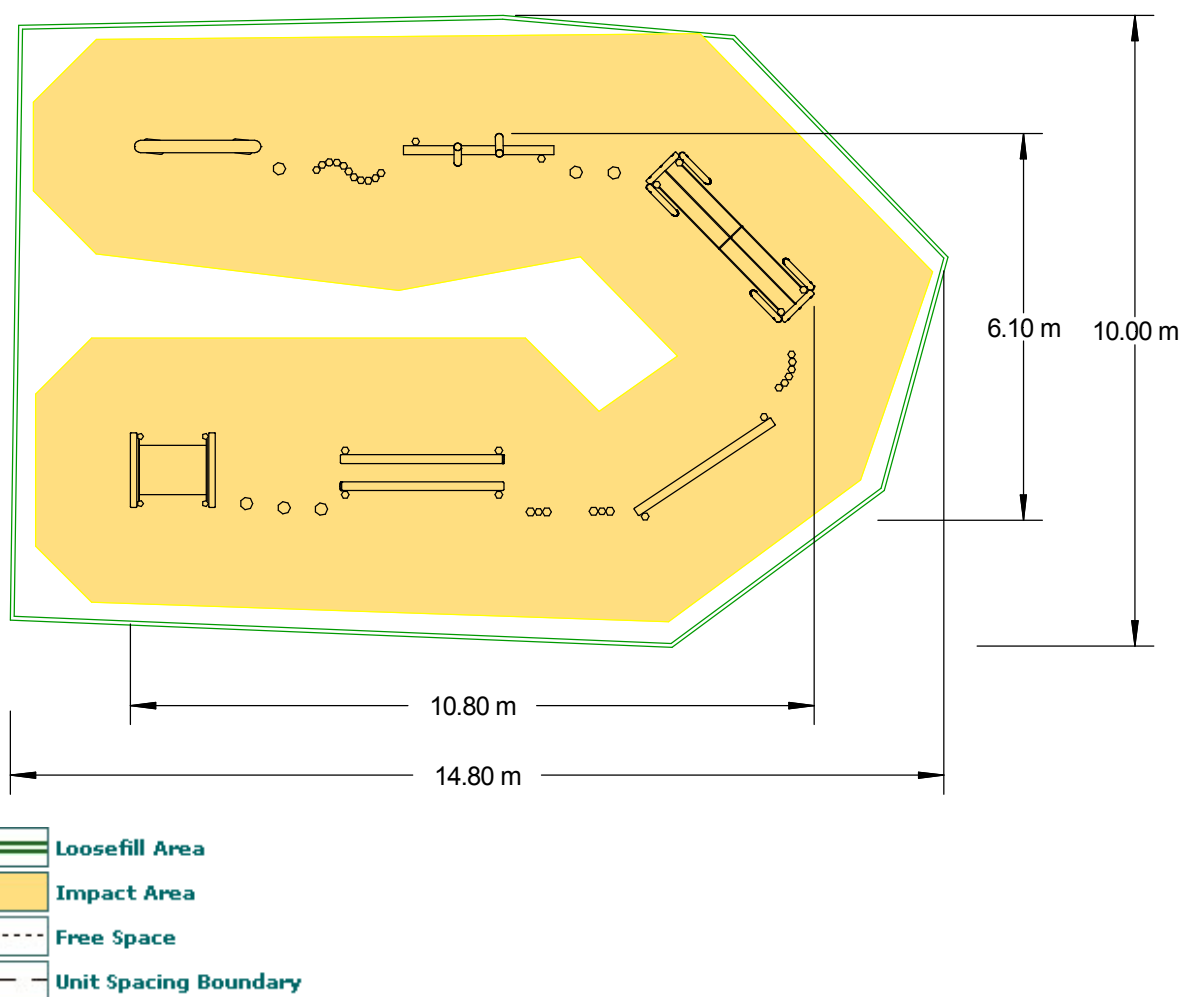 6.10 m
10.00 m
10.80 m
14.80 m
Loosefill Area
Impact Area
Free Space
Unit Spacing Boundary